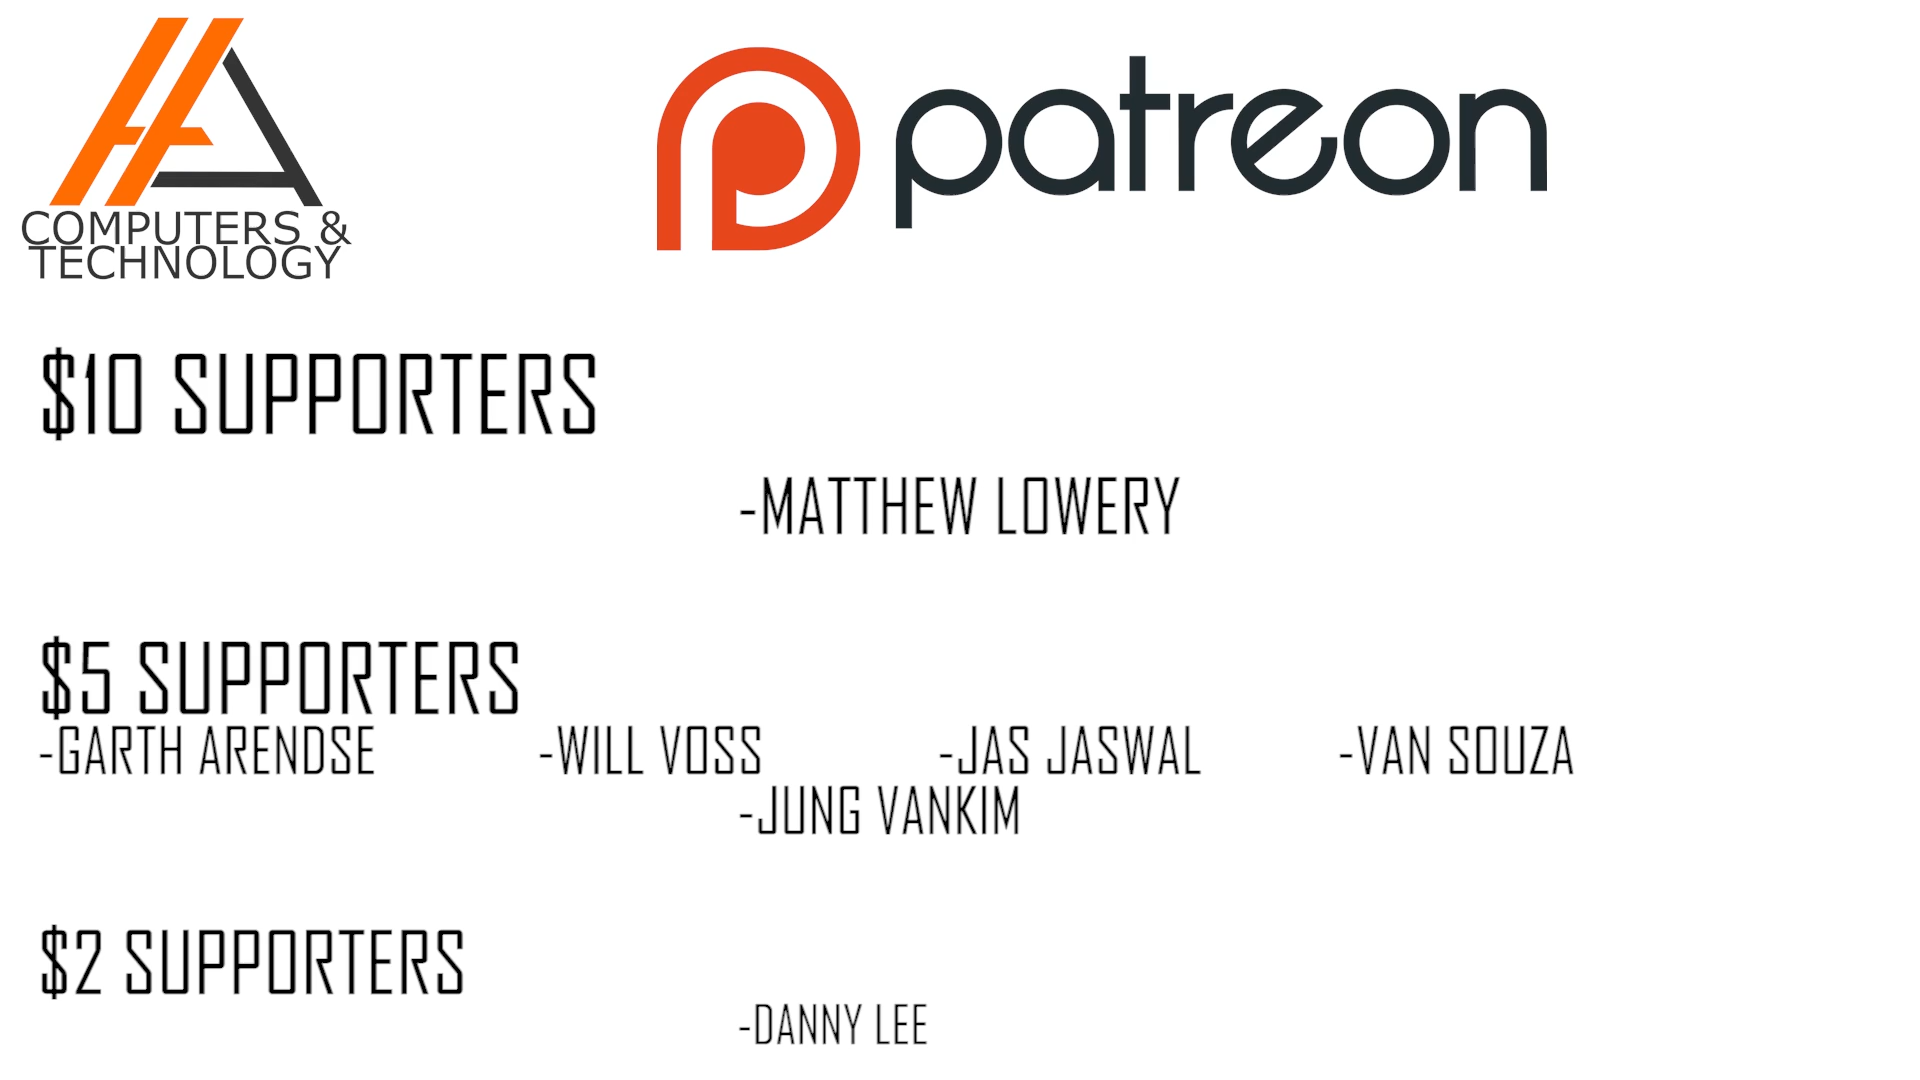 COMPUTERS &
TECHNOLOGY
patreon
$10 SUPPORTERS
-MATTHEW LOWERY
$5 SUPPORTERS
-GARTH ARENDSE -WILL VOSS -JAS JASWAL -VAN SOUZA
-JUNG VANKIM
$2 SUPPORTERS
-DANNY LEE